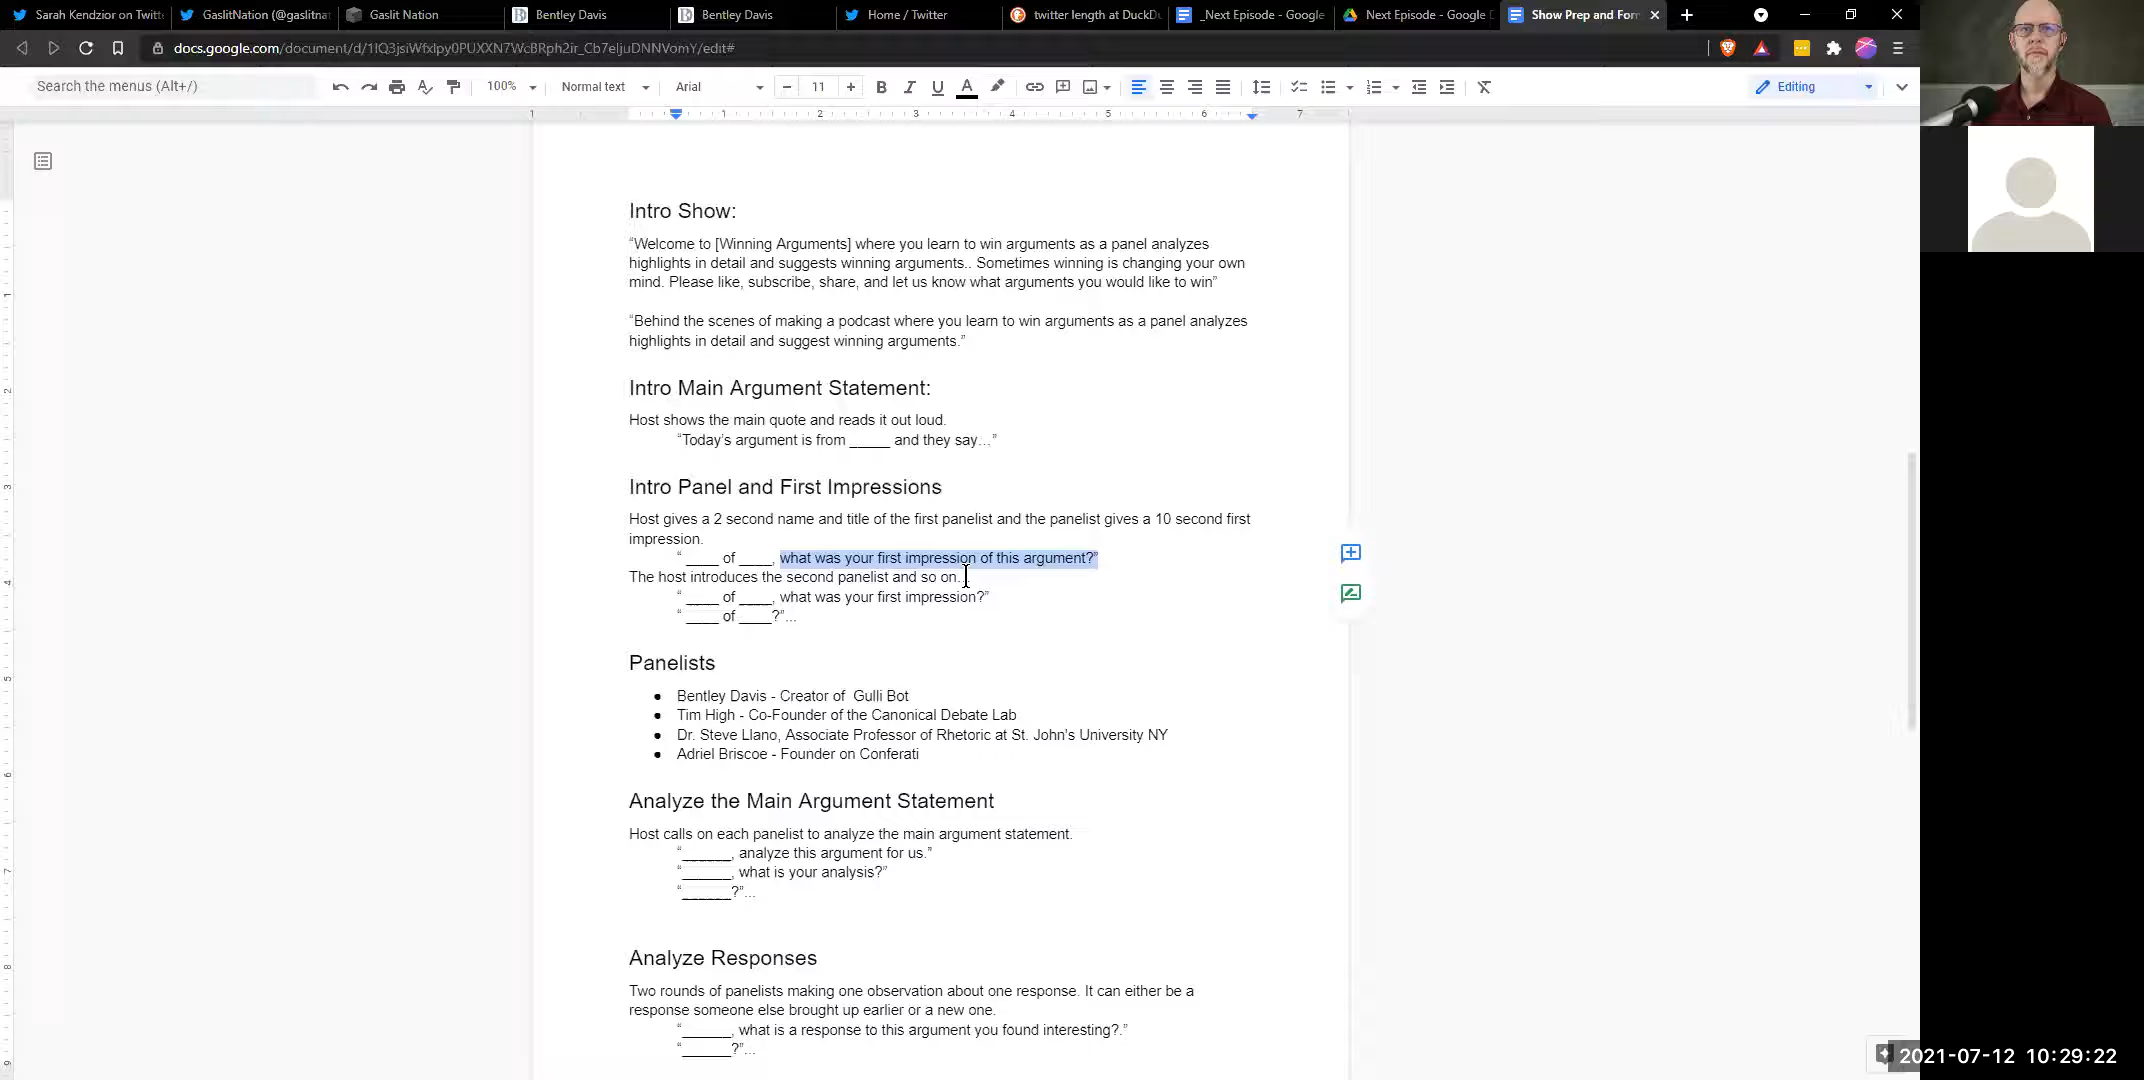 Sarah Kendzior on Twitt
GaslitNation (@gaslitnat
Gaslit Nation
Bentley Davis
Bentley Davis
Home / Twitter
twitter length at DuckDu
_Next Episode - Google
Next Episode - Google D
Show Prep and Form
docs.google.com/document/d/1IQ3jsiWfxlpy0PUXXN7WcBRph2ir_Cb7eIjuDNNVomY/edit#
Search the menus (Alt+/)
100%
Normal text
Arial
11
Editing
1 1 2 3 4 5 6 7
Intro Show:
“Welcome to [Winning Arguments] where you learn to win arguments as a panel analyzes
highlights in detail and suggests winning arguments.. Sometimes winning is changing your own
mind. Please like, subscribe, share, and let us know what arguments you would like to win”
“Behind the scenes of making a podcast where you learn to win arguments as a panel analyzes
highlights in detail and suggest winning arguments.”
Intro Main Argument Statement:
Host shows the main quote and reads it out loud.
“Today’s argument is from _____ and they say…”
Intro Panel and First Impressions
Host gives a 2 second name and title of the first panelist and the panelist gives a 10 second first
impression.
“ ____ of ____, what was your first impression of this argument?”
The host introduces the second panelist and so on...
“ ____ of ____, what was your first impression?”
“ ____ of ____?”...
Panelists
● Bentley Davis - Creator of  Gulli Bot
● Tim High - Co-Founder of the Canonical Debate Lab
● Dr. Steve Llano, Associate Professor of Rhetoric at St. John’s University NY
● Adriel Briscoe - Founder on Conferati
Analyze the Main Argument Statement
Host calls on each panelist to analyze the main argument statement.
“______, analyze this argument for us.”
“______, what is your analysis?”
“______?”...
Analyze Responses
Two rounds of panelists making one observation about one response. It can either be a
response someone else brought up earlier or a new one.
“______, what is a response to this argument you found interesting?.”
“______?”...
2021-07-12 10:29:22